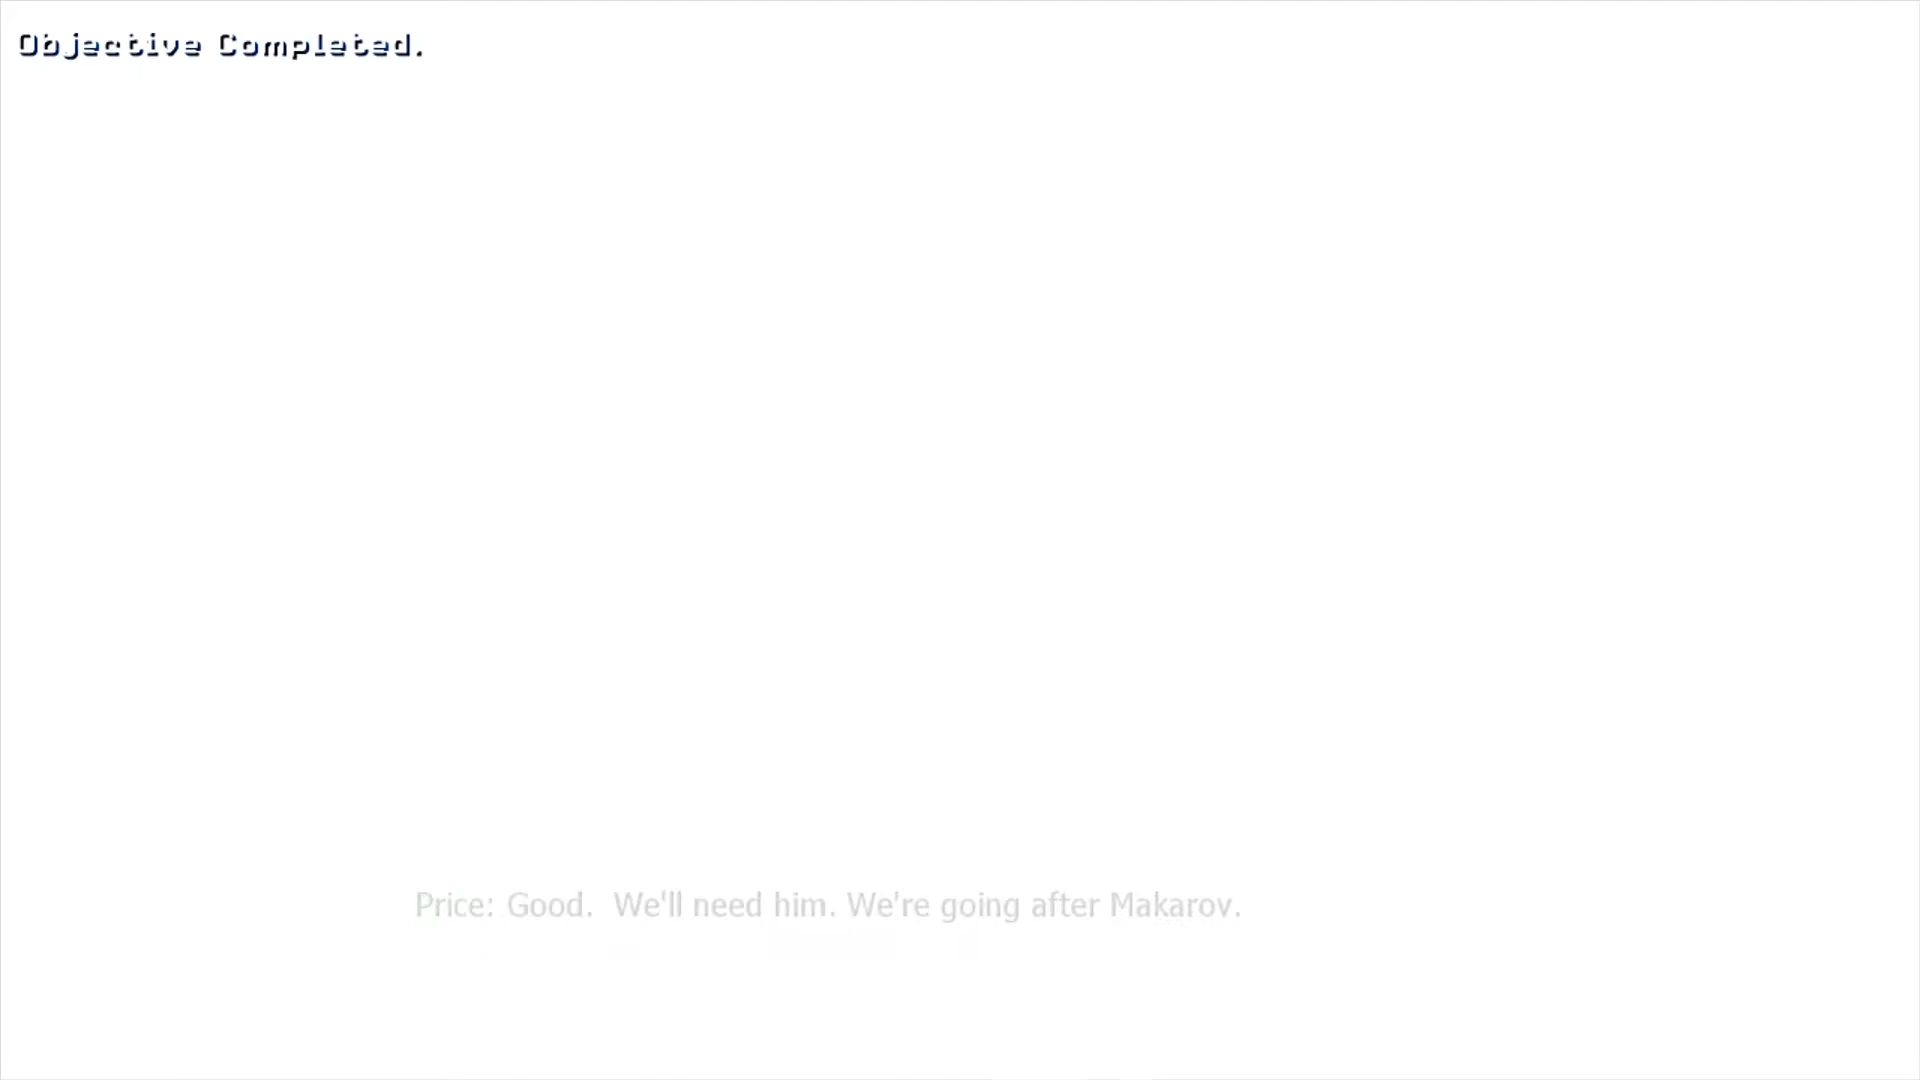 Objective Completed.
Price: Good.  We'll need him. We're going after Makarov.